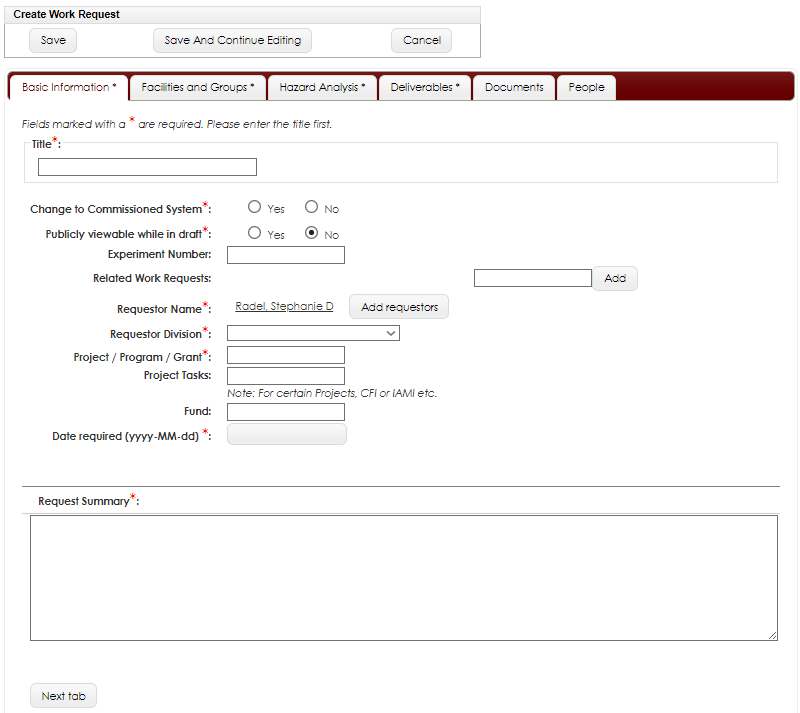 Create Work Request
Save Save And Continue Editing Cancel
Basic Information * Facilities and Groups * Hazard Analysis * Deliverables * Documents People
Fields marked with a * are required. Please enter the title first.
Title*:
Change to Commissioned System*: Yes No
Publicly viewable while in draft*: Yes No
Experiment Number:
Related Work Requests: Add
Requestor Name*: Radel, Stephanie D Add requestors
Requestor Division*:
Project / Program / Grant*:
Project Tasks:
Note: For certain Projects, CFI or IAMI etc.
Fund:
Date required (yyyy-MM-dd) *:
Request Summary*:
Next tab